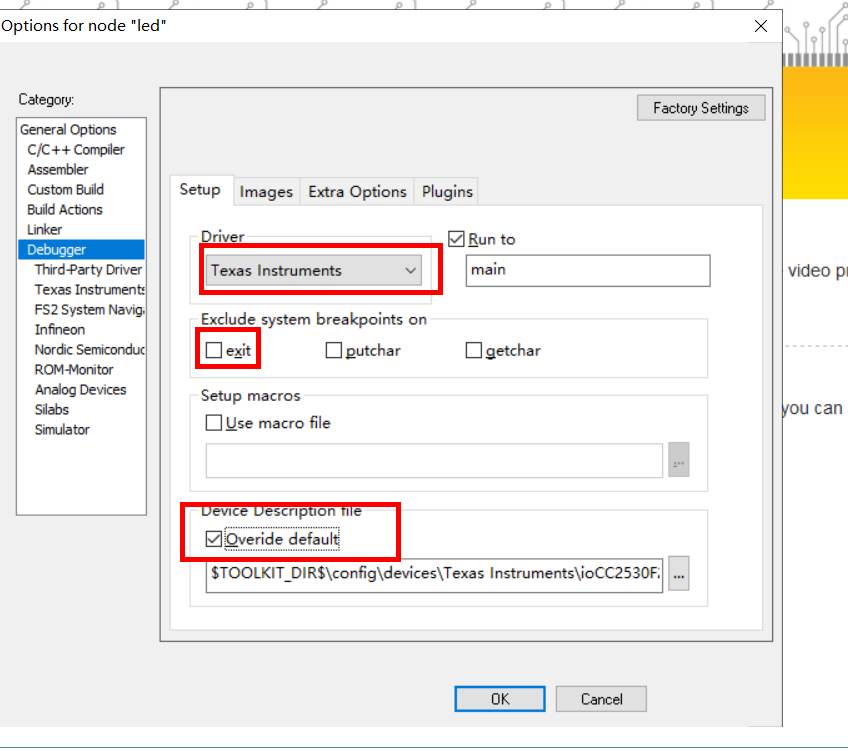 Options for node "led"
Category:
Factory Settings
General Options
C/C++ Compiler
Assembler
Custom Build
Build Actions
Linker
Debugger
Third-Party Driver
Texas Instruments
FS2 System Naviga
Infineon
Nordic Semiconduc
ROM-Monitor
Analog Devices
Silabs
Simulator
Setup Images Extra Options Plugins
Driver
Run to
Texas Instruments
main
Exclude system breakpoints on
exit putchar getchar
Setup macros
Use macro file
...
Device Description file
Overide default
$TOOLKIT_DIR$\config\devices\Texas Instruments\ioCC2530F
...
OK Cancel
video pr
you can